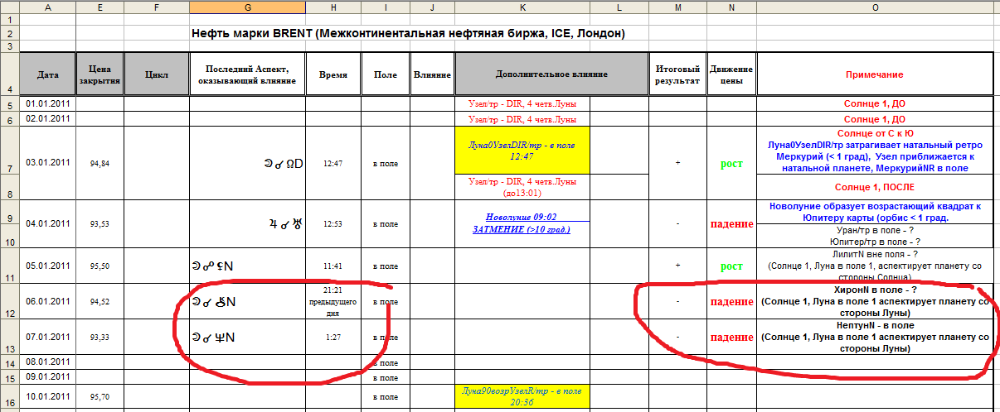 A E F G H I J K L M N O
1
2 Нефть марки BRENT (Межконтинентальная нефтяная биржа, ICE, Лондон)
3
4 Дата Цена закрытия Цикл Последний Аспект, оказывающий влияние Время Поле Влияние Дополнительное влияние Итоговый результат Движение цены Примечание
5 01.01.2011 Узел/тр - DIR, 4 четв.Луны Солнце 1, ДО
6 02.01.2011 Узел/тр - DIR, 4 четв.Луны Солнце 1, ДО
7 03.01.2011 94,84 ☽ ☌ ☊D 12:47 в поле Луна0УзелDIR/тр - в поле 12:47 + рост Солнце от С к Ю
Луна0УзелDIR/тр затрагивает натальный ретро
Меркурий (< 1 град), Узел приближается к
натальной планете, МеркурийNR в поле
8 Узел/тр - DIR, 4 четв.Луны (до13:01) Солнце 1, ПОСЛЕ
9 04.01.2011 93,53 ♃ ☌ ♅ 12:53 в поле Новолуние 09:02 - падение Новолуние образует возрастающий квадрат к
Юпитеру карты (орбис < 1 град.
10 ЗАТМЕНИЕ (>10 град.) Уран/тр в поле - ?
Юпитер/тр в поле - ?
11 05.01.2011 95,50 ☽ ☍ ⚸N 11:41 в поле + рост ЛилитN вне поля - ?
(Солнце 1, Луна в поле 1, аспектирует планету со
стороны Солнца)
12 06.01.2011 94,52 ☽ ☌ ⚷N 21:21 предыдущего дня в поле - падение ХиронN в поле - ?
(Солнце 1, Луна в поле 1 аспектирует планету со
стороны Луны)
13 07.01.2011 93,33 ☽ ☌ ♆N 1:27 в поле - падение НептунN - в поле
(Солнце 1, Луна в поле 1 аспектирует планету со
стороны Луны)
14 08.01.2011 в поле
15 09.01.2011 в поле
16 10.01.2011 95,70 в поле Луна90возрУзелR/тр - в поле 20:36